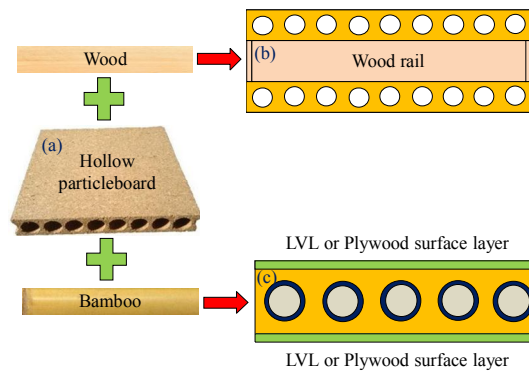 Wood
(b)
Wood rail
(a)
Hollow
particleboard
LVL or Plywood surface layer
(c)
Bamboo
LVL or Plywood surface layer